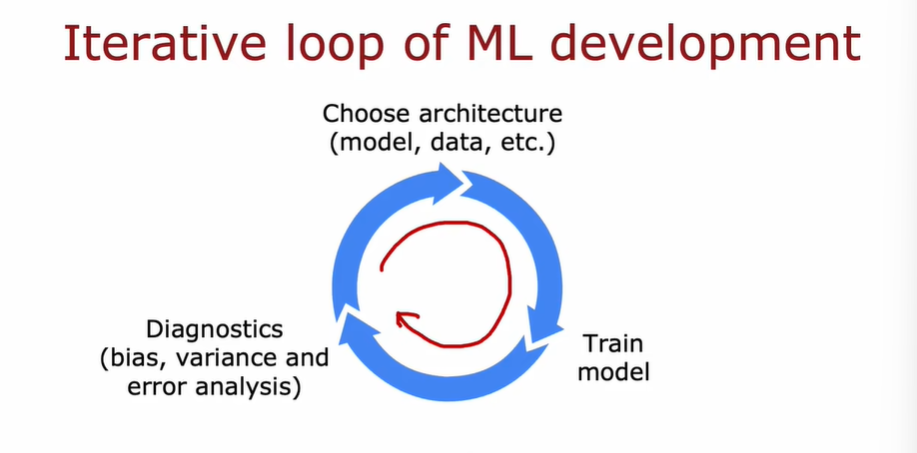 Iterative loop of ML development
Choose architecture
(model, data, etc.)
Train
model
Diagnostics
(bias, variance and
error analysis)